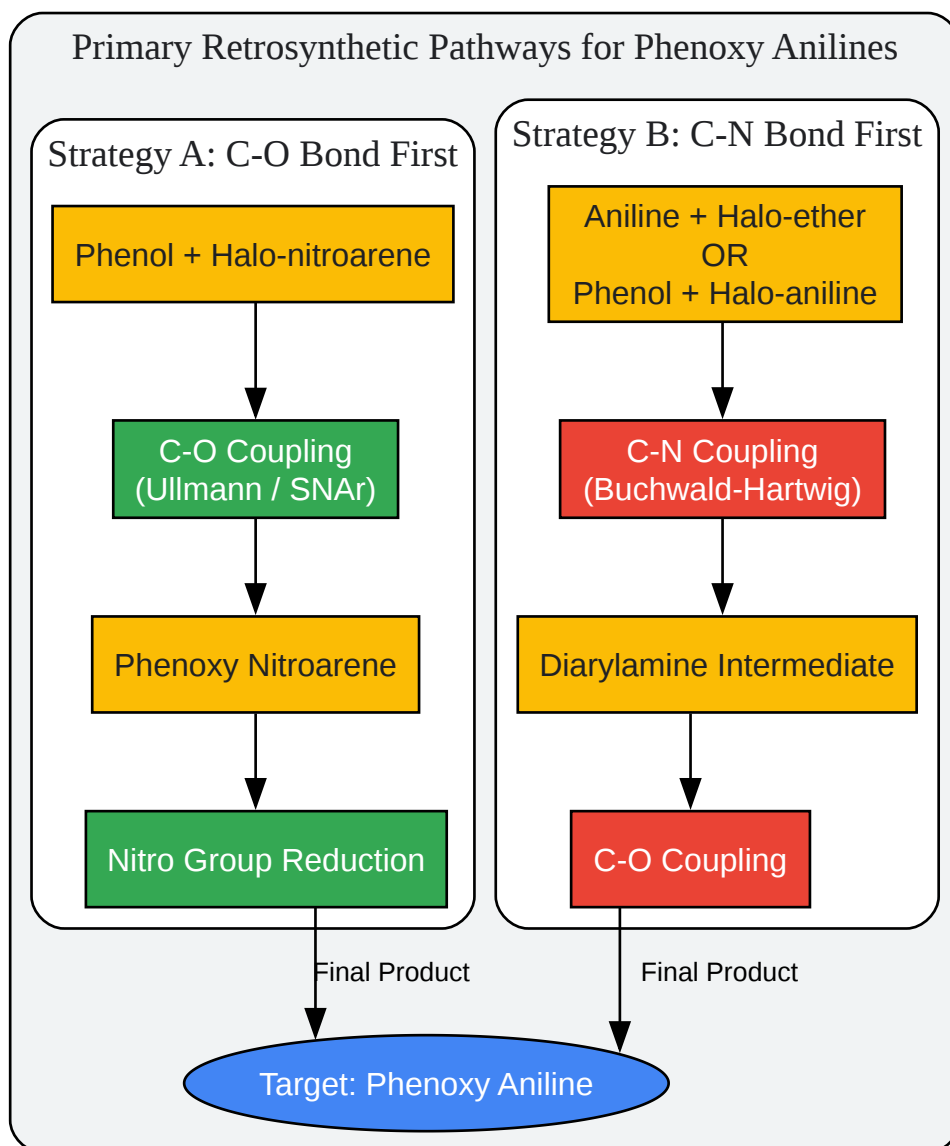 Primary Retrosynthetic Pathways for Phenoxy Anilines
Strategy A: C-O Bond First
Phenol + Halo-nitroarene
C-O Coupling
(Ullmann / SNAr)
Phenoxy Nitroarene
Nitro Group Reduction
Final Product
Strategy B: C-N Bond First
Aniline + Halo-ether
OR
Phenol + Halo-aniline
C-N Coupling
(Buchwald-Hartwig)
Diarylamine Intermediate
C-O Coupling
Final Product
Target: Phenoxy Aniline